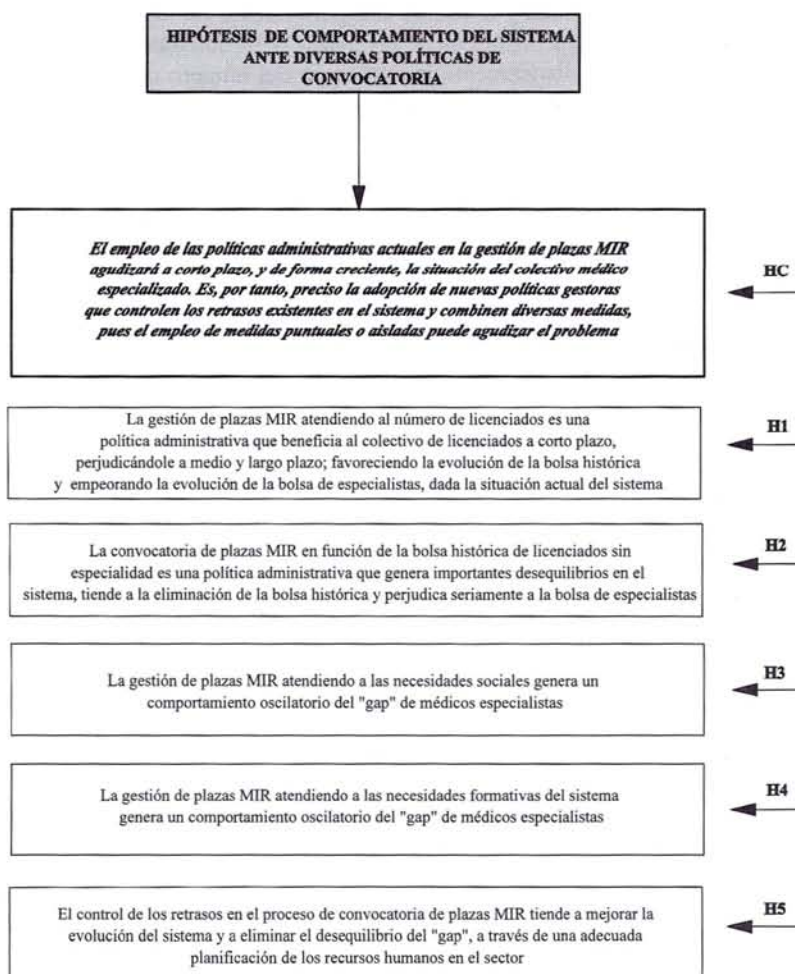 HIPÓTESIS DE COMPORTAMIENTO DEL SISTEMA
ANTE DIVERSAS POLÍTICAS DE
CONVOCATORIA
El empleo de las políticas administrativas actuales en la gestión de plazas MIR
agudizará a corto plazo, y de forma creciente, la situación del colectivo médico
especializado. Es, por tanto, preciso la adopción de nuevas políticas gestoras
que controlen los retrasos existentes en el sistema y combinen diversas medidas,
pues el empleo de medidas puntuales o aisladas puede agudizar el problema
HC
La gestión de plazas MIR atendiendo al número de licenciados es una
política administrativa que beneficia al colectivo de licenciados a corto plazo,
perjudicándole a medio y largo plazo; favoreciendo la evolución de la bolsa histórica
y empeorando la evolución de la bolsa de especialistas, dada la situación actual del sistema
H1
La convocatoria de plazas MIR en función de la bolsa histórica de licenciados sin
especialidad es una política administrativa que genera importantes desequilibrios en el
sistema, tiende a la eliminación de la bolsa histórica y perjudica seriamente a la bolsa de especialistas
H2
La gestión de plazas MIR atendiendo a las necesidades sociales genera un
comportamiento oscilatorio del "gap" de médicos especialistas
H3
La gestión de plazas MIR atendiendo a las necesidades formativas del sistema
genera un comportamiento oscilatorio del "gap" de médicos especialistas
H4
El control de los retrasos en el proceso de convocatoria de plazas MIR tiende a mejorar la
evolución del sistema y a eliminar el desequilibrio del "gap", a través de una adecuada
planificación de los recursos humanos en el sector
H5